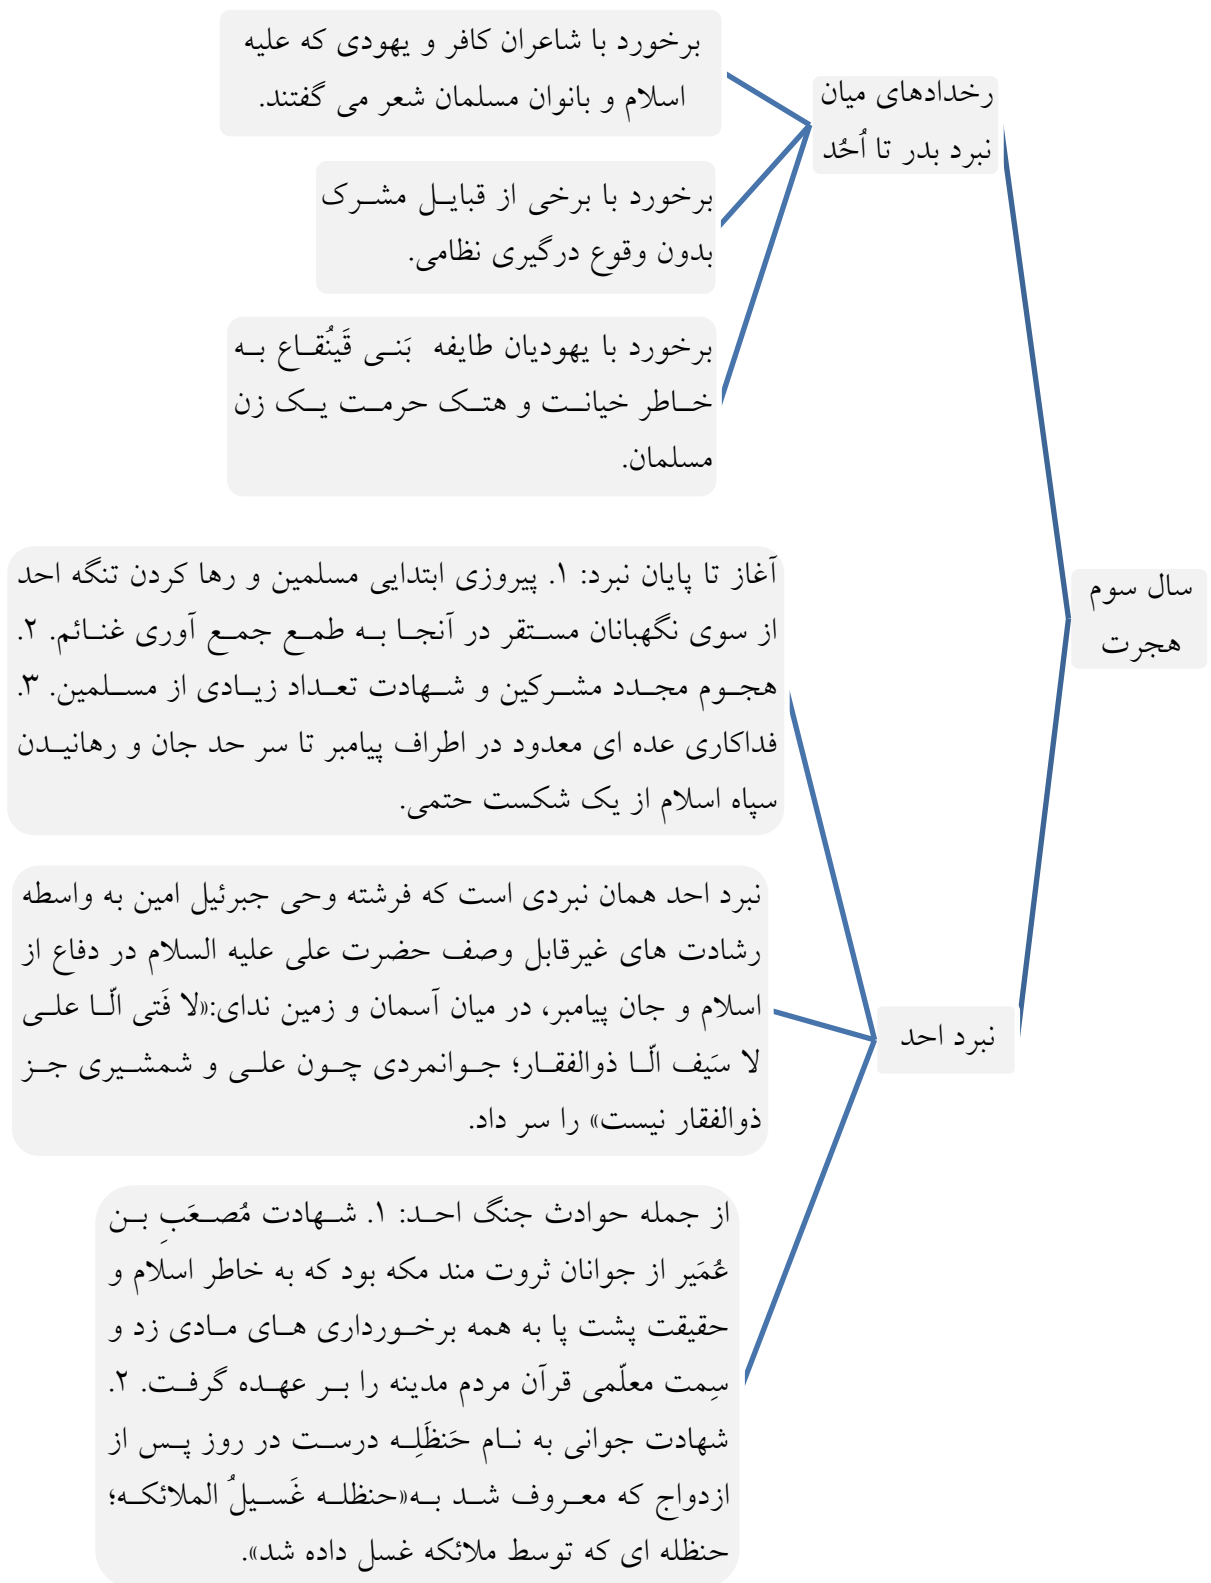 سال سوم
هجرت
رخدادهای میان
نبرد بدر تا اُحُد
برخورد با شاعران کافر و یهودی که علیه
اسلام و بانوان مسلمان شعر می گفتند.
برخورد با برخی از قبایل مشرک
بدون وقوع درگیری نظامی.
برخورد با یهودیان طایفه بَنی قَینُقاع به
خاطر خیانت و هتک حرمت یک زن
مسلمان.
نبرد احد
آغاز تا پایان نبرد: ۱. پیروزی ابتدایی مسلمین و رها کردن تنگه احد
از سوی نگهبانان مستقر در آنجا به طمع جمع آوری غنائم. ۲.
هجوم مجدد مشرکین و شهادت تعداد زیادی از مسلمین. ۳.
فداکاری عده ای معدود در اطراف پیامبر تا سر حد جان و رهانیدن
سپاه اسلام از یک شکست حتمی.
نبرد احد همان نبردی است که فرشته وحی جبرئیل امین به واسطه
رشادت های غیرقابل وصف حضرت علی علیه السلام در دفاع از
اسلام و جان پیامبر، در میان آسمان و زمین ندای:«لا فَتی الّا علی
لا سَیف الّا ذوالفقار؛ جوانمردی چون علی و شمشیری جز
ذوالفقار نیست» را سر داد.
از جمله حوادث جنگ احد: ۱. شهادت مُصعَبِ بن
عُمَیر از جوانان ثروت مند مکه بود که به خاطر اسلام و
حقیقت پشت پا به همه برخورداری های مادی زد و
سِمت معلّمی قرآن مردم مدینه را بر عهده گرفت. ۲.
شهادت جوانی به نام حَنظَلِه درست در روز پس از
ازدواج که معروف شد به«حنظله غَسیلُ الملائکه؛
حنظله ای که توسط ملائکه غسل داده شد».